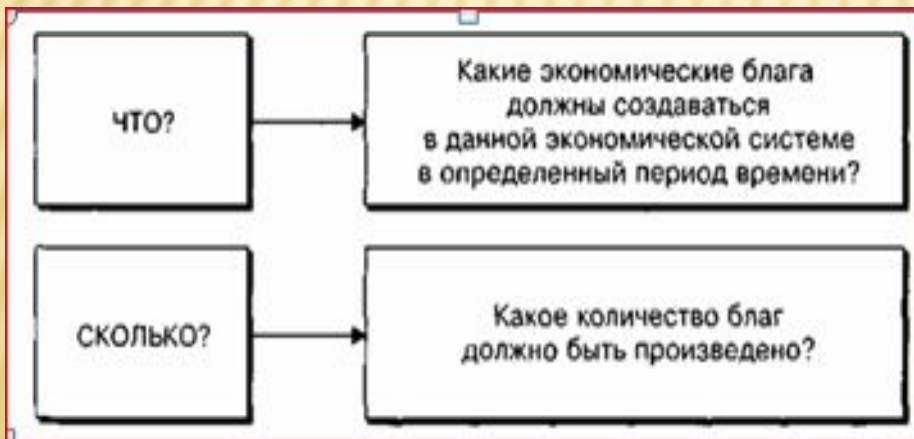 ЧТО?
Какие экономические блага
должны создаваться
в данной экономической системе
в определенный период времени?
СКОЛЬКО?
Какое количество благ
должно быть произведено?